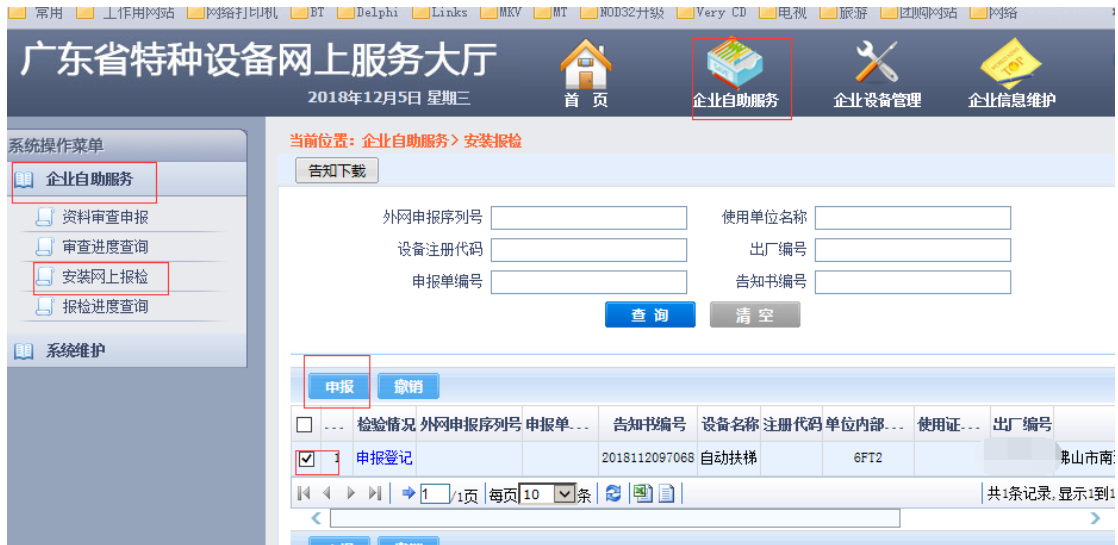 常用 工作用网站 网络打印机 BT Delphi Links MKV MT NOD32升级 Very CD 电视 旅游 团购网站 网络
广东省特种设备网上服务大厅
2018年12月5日 星期三
首 页
企业自助服务
企业设备管理
TOP
企业信息维护
系统操作菜单
企业自助服务
资料审查申报
审查进度查询
安装网上报检
报检进度查询
系统维护
当前位置：企业自助服务> 安装报检
告知下载
外网申报序列号 使用单位名称
设备注册代码 出厂编号
申报单编号 告知书编号
查 询 清 空
申报 撤销
... 检验情况 外网申报序列号 申报单... 告知书编号 设备名称 注册代码 单位内部... 使用证... 出厂编号
1 申报登记 2018112097068 自动扶梯 6FT2 佛山市南
1 /1页 每页 10 条 共1条记录,显示1到1